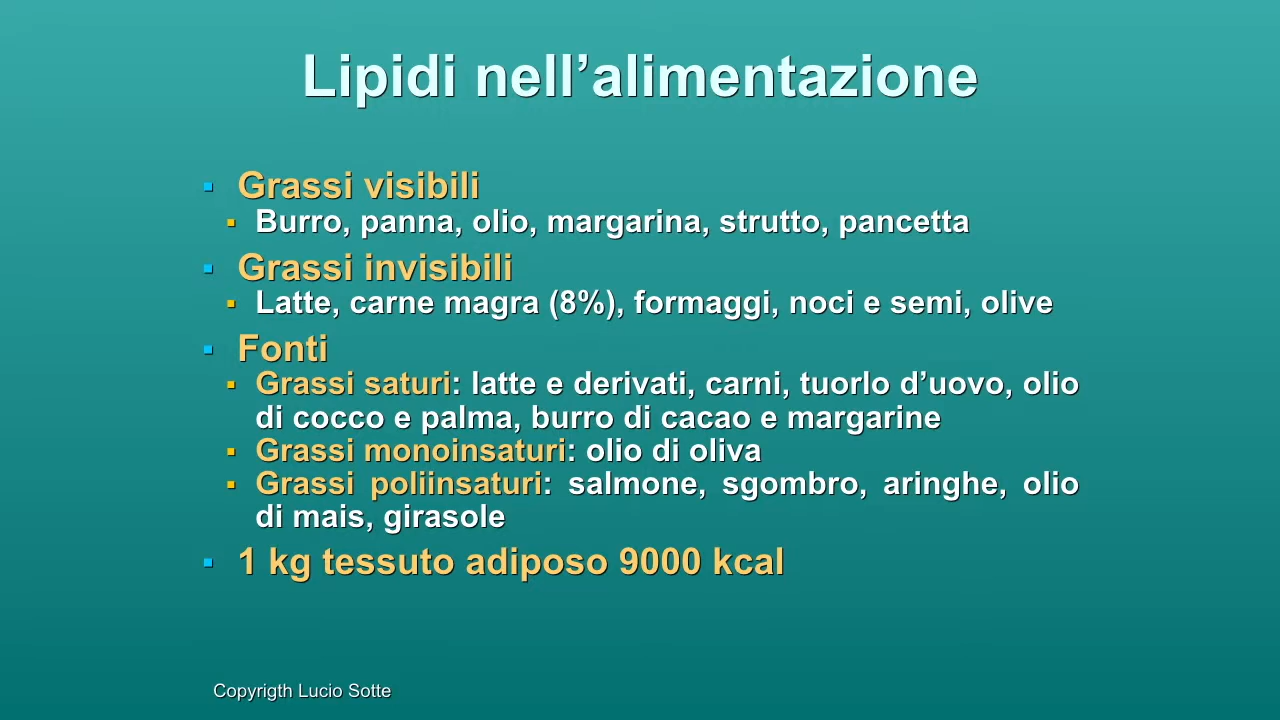 Lipidi nell’alimentazione
▪ Grassi visibili
▪ Burro, panna, olio, margarina, strutto, pancetta
▪ Grassi invisibili
▪ Latte, carne magra (8%), formaggi, noci e semi, olive
▪ Fonti
▪ Grassi saturi: latte e derivati, carni, tuorlo d’uovo, olio
di cocco e palma, burro di cacao e margarine
▪ Grassi monoinsaturi: olio di oliva
▪ Grassi poliinsaturi: salmone, sgombro, aringhe, olio
di mais, girasole
▪ 1 kg tessuto adiposo 9000 kcal
Copyrigth Lucio Sotte